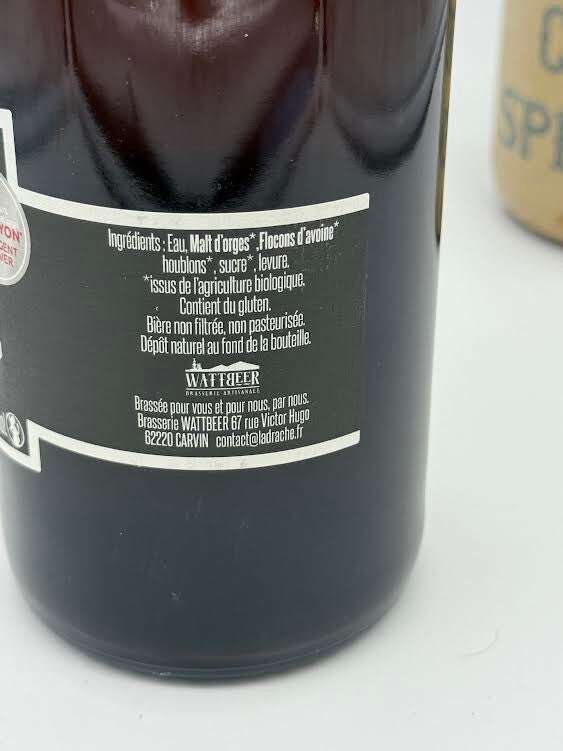 Ingrédients : Eau, Malt d'orges*, Flocons d'avoine*
houblons*, sucre*, levure.
*issus de l'agriculture biologique.
Contient du gluten.
Bière non filtrée, non pasteurisée.
Dépôt naturel au fond de la bouteille.
WATTBEER
BRASSERIE ARTISANALE
Brassée pour vous et pour nous, par nous.
Brasserie WATTBEER 67 rue Victor Hugo
62220 CARVIN contact@ladrache.fr